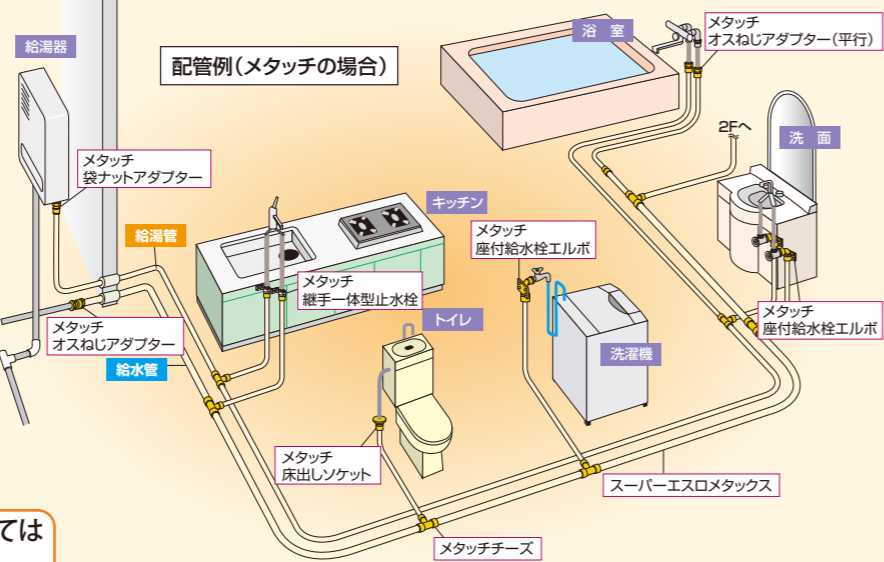 給湯器
配管例(メタッチの場合)
浴 室
メタッチ
オスねじアダプター(平行)
2Fへ
洗 面
メタッチ
袋ナットアダプター
キッチン
給湯管
メタッチ
座付給水栓エルボ
メタッチ
継手一体型止水栓
メタッチ
オスねじアダプター
トイレ
洗濯機
メタッチ
座付給水栓エルボ
給水管
メタッチ
床出しソケット
スーパーエスロメタックス
メタッチチーズ
ては